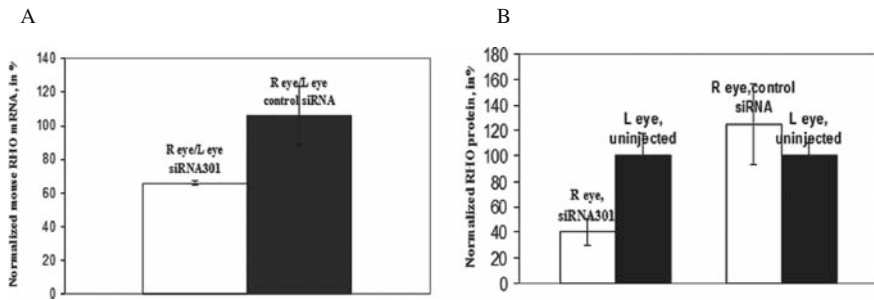 A
B
Normalized mouse RHO mRNA, in %
140
120
100
80
60
40
20
0
R eye/L eye
siRNA301
R eye/L eye
control siRNA
Normalized RHO protein, in%
180
160
140
120
100
80
60
40
20
0
R eye,
siRNA301
L eye,
uninjected
R eye,control
siRNA
L eye,
uninjected